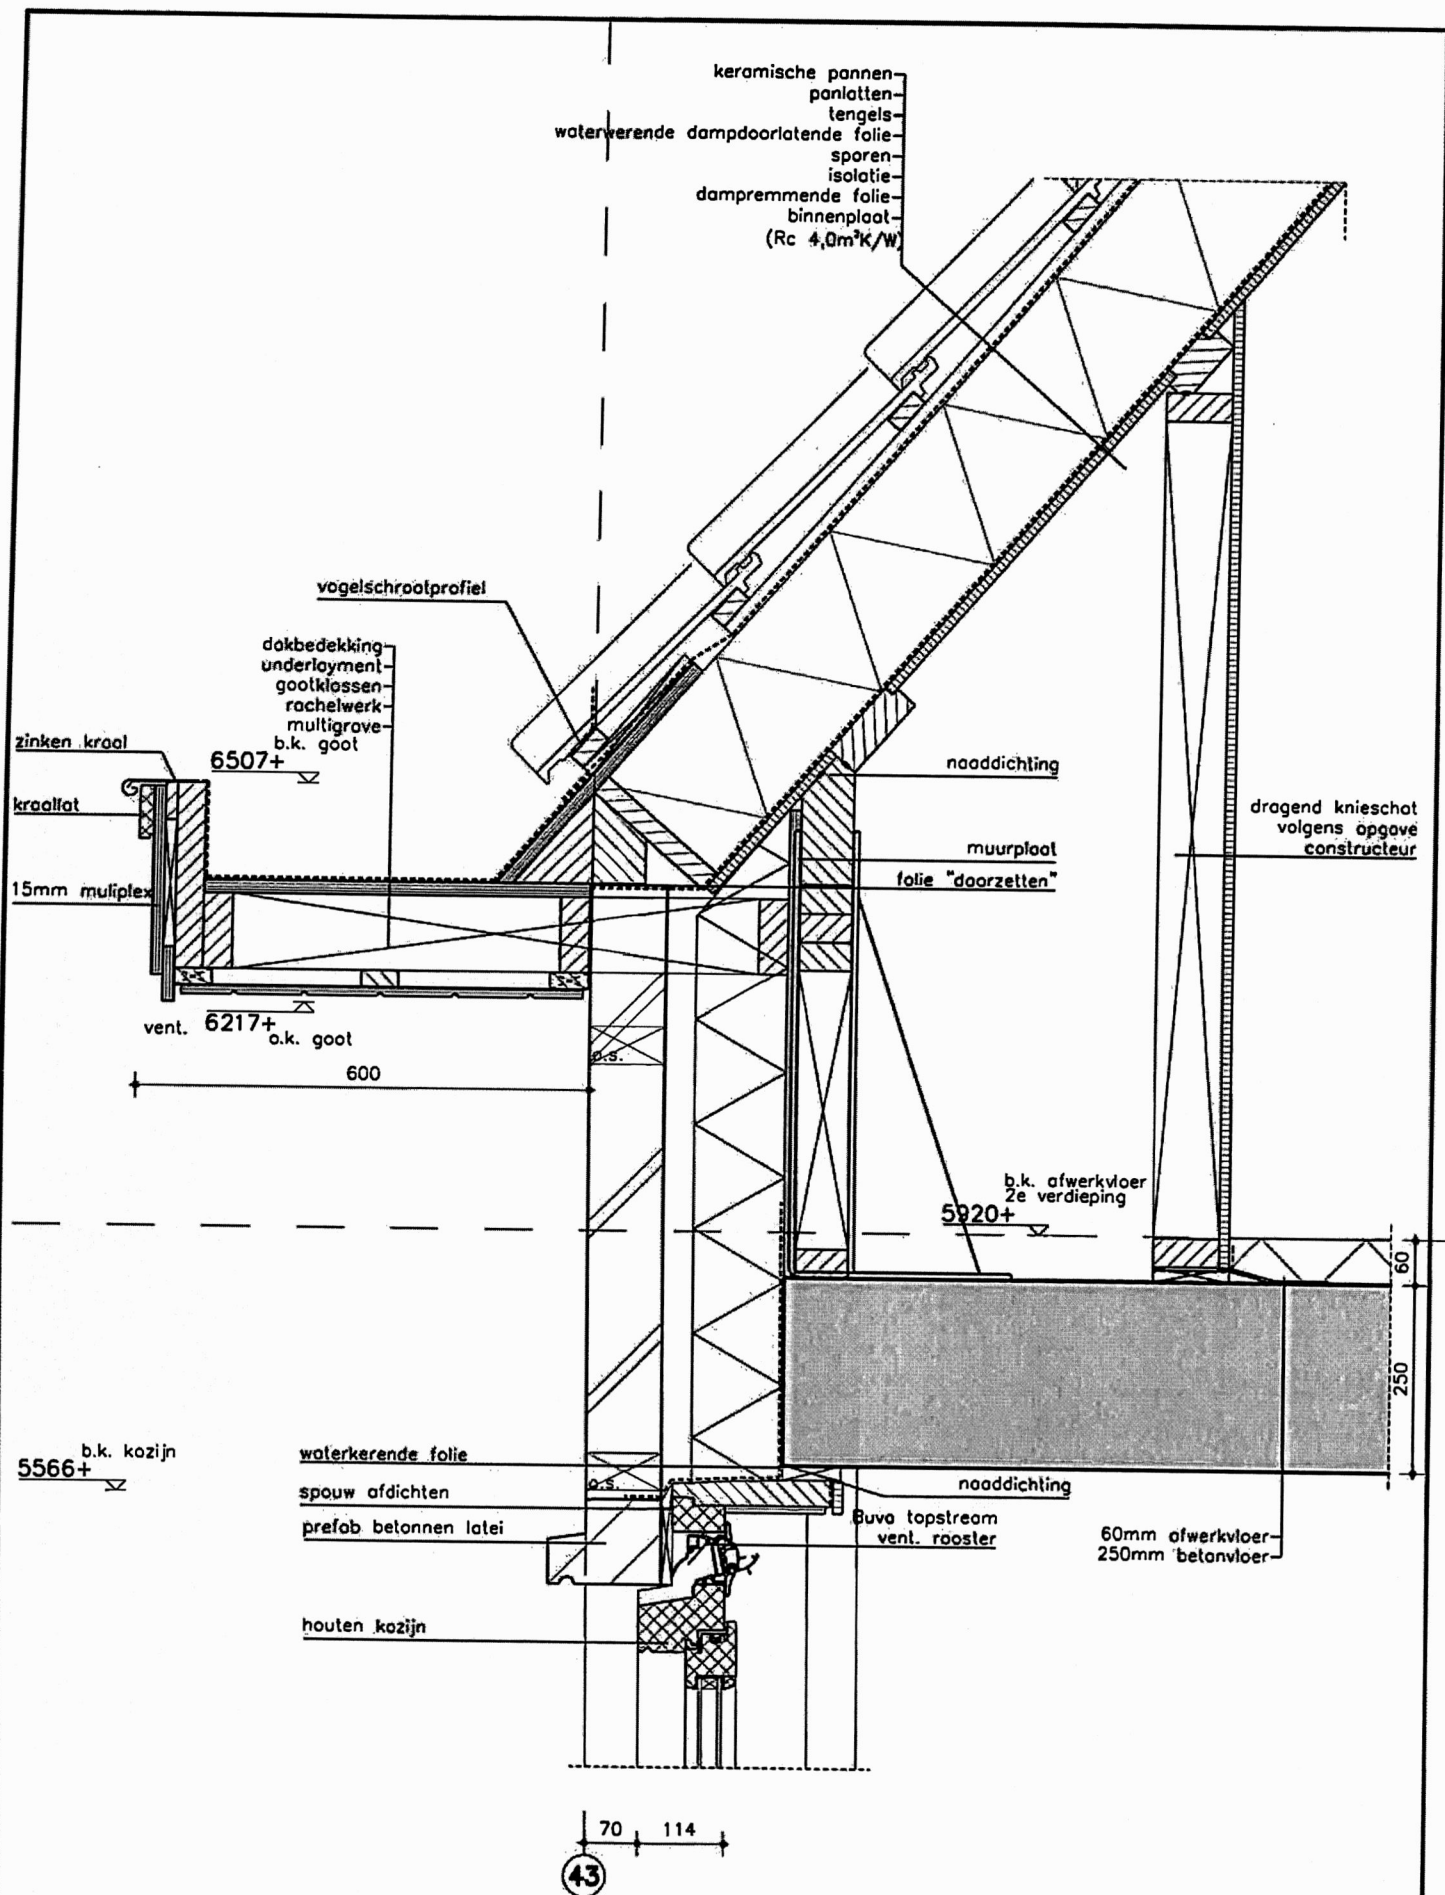 keramische pannen
panlatten
tengels
waterwerende dampdoorlatende folie
sporen
isolatie
dampremmende folie
binnenplaat
(Rc 4,0m²K/W)
vogelschrootprofiel
dakbedekking
underlayment
gootklossen
rachelwerk
multigrove
b.k. goot
zinken kraal
6507+
kraallat
15mm muliplex
naaddichting
muurplaat
folie "doorzetten"
dragend knieschot
volgens opgave
constructeur
vent. 6217+
o.k. goot
o.s.
600
b.k. afwerkvloer
2e verdieping
5920+
60
250
b.k. kozijn
5566+
waterkerende folie
o.s.
spouw afdichten
prefab betonnen latei
naaddichting
Buva topstream
vent. rooster
60mm afwerkvloer
250mm betonvloer
houten kozijn
70
114
43